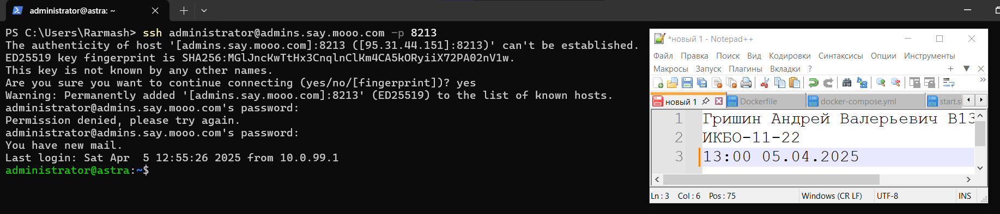 administrator@astra: ~
PS C:\Users\Rarmash> ssh administrator@admins.say.mooo.com -p 8213
The authenticity of host '[admins.say.mooo.com]:8213 ([95.31.44.151]:8213)' can't be established.
ED25519 key fingerprint is SHA256:MGlJncKwTtHx3CnqlnClKm4CA5kORyiiX72PA02nV1w.
This key is not known by any other names.
Are you sure you want to continue connecting (yes/no/[fingerprint])? yes
Warning: Permanently added '[admins.say.mooo.com]:8213' (ED25519) to the list of known hosts.
administrator@admins.say.mooo.com's password:
Permission denied, please try again.
administrator@admins.say.mooo.com's password:
You have new mail.
Last login: Sat Apr  5 12:55:26 2025 from 10.0.99.1
administrator@astra:~$
*новый 1 - Notepad++
Файл Правка Поиск Вид Кодировки Синтаксисы Опции Инструменты
Макросы Запуск Плагины Вкладки ?
новый 1 Dockerfile docker-compose.yml start.s
1 Гришин Андрей Валерьевич В13
2 ИКБО-11-22
3 13:00 05.04.2025
Ln : 3 Col : 6 Pos : 75 Windows (CR LF) UTF-8 INS